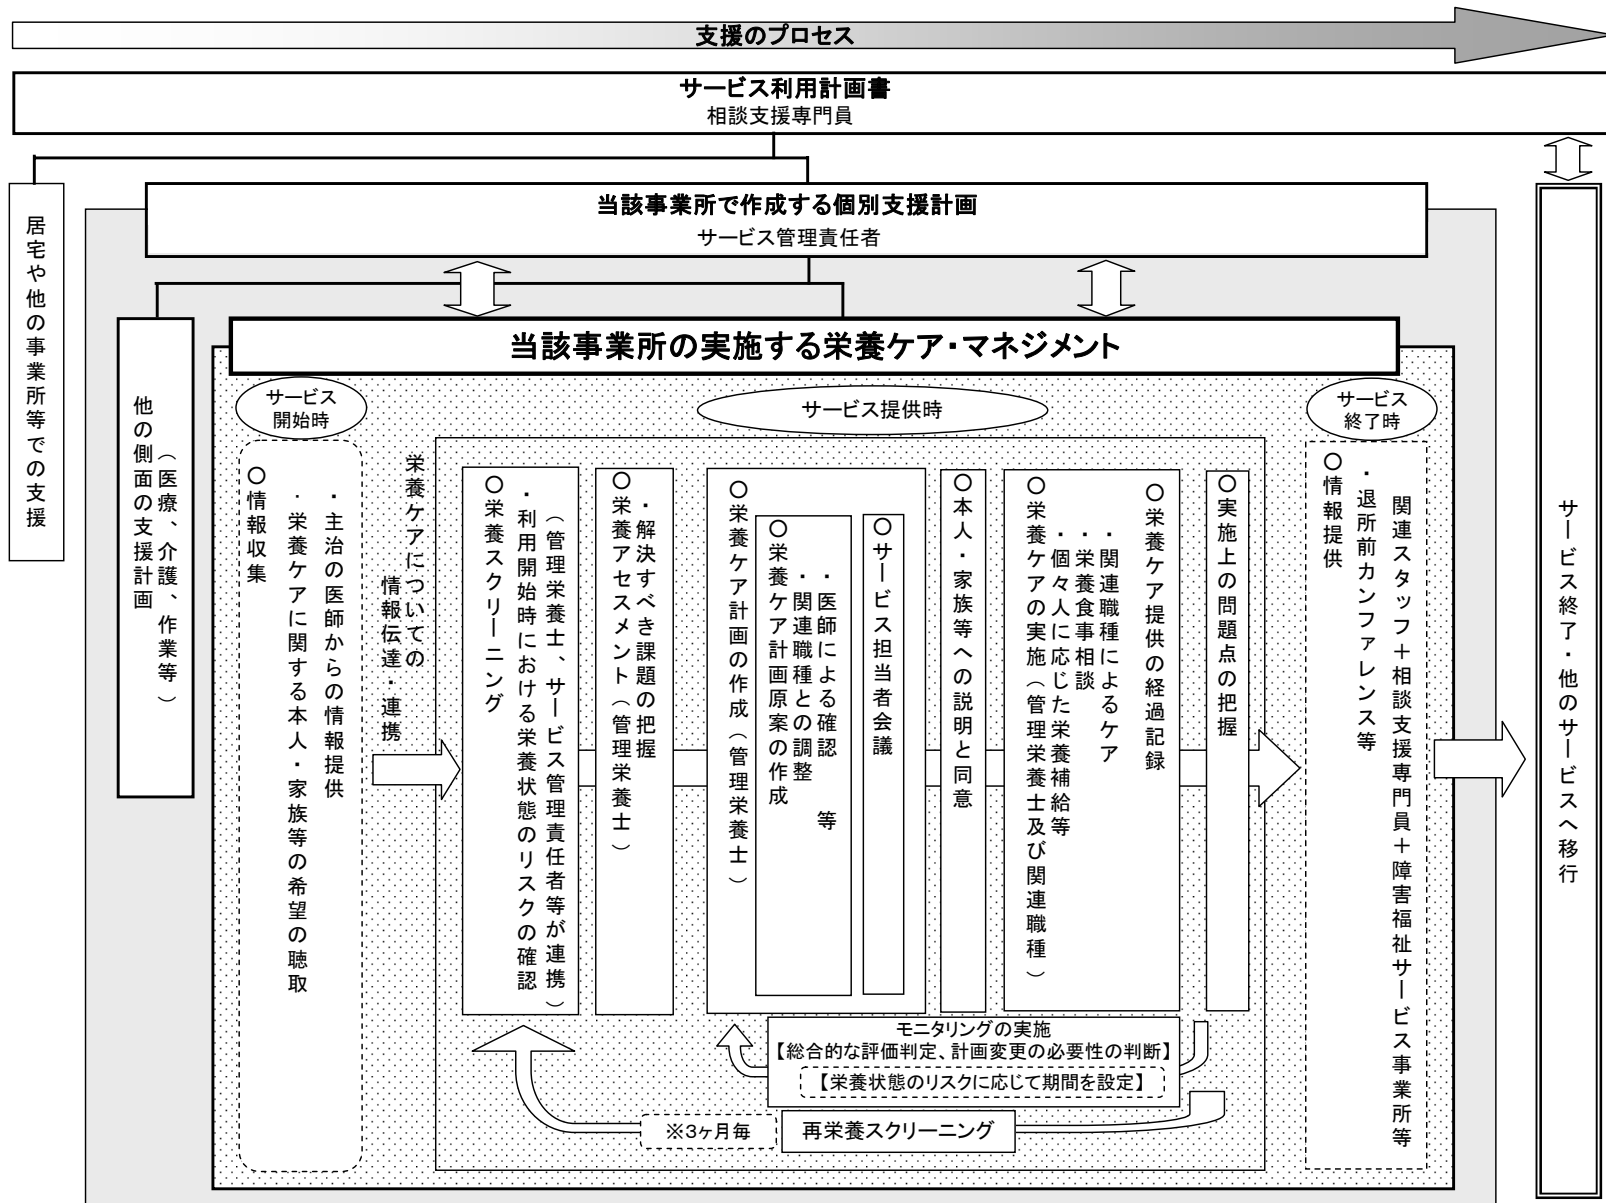 支援のプロセス
サービス利用計画書
相談支援専門員
居宅や他の事業所等での支援
当該事業所で作成する個別支援計画
サービス管理責任者
他の側面の支援計画
（医療、介護、作業等）
当該事業所の実施する栄養ケア・マネジメント
サービス
開始時
○情報収集
・栄養ケアに関する本人・家族等の希望の聴取
・主治の医師からの情報提供
栄養ケアについての
情報伝達・連携
サービス提供時
○栄養スクリーニング
・利用開始時における栄養状態のリスクの確認
（管理栄養士、サービス管理責任者等が連携）
○栄養アセスメント（管理栄養士）
・解決すべき課題の把握
○栄養ケア計画の作成（管理栄養士）
○栄養ケア計画原案の作成
・関連職種との調整
・医師による確認　等
○サービス担当者会議
○本人・家族等への説明と同意
○栄養ケアの実施（管理栄養士及び関連職種）
・個々人に応じた栄養補給等
・栄養食事相談
・関連職種によるケア
○栄養ケア提供の経過記録
○実施上の問題点の把握
モニタリングの実施
【総合的な評価判定、計画変更の必要性の判断】
【栄養状態のリスクに応じて期間を設定】
※3ヶ月毎
再栄養スクリーニング
サービス
終了時
○情報提供
・退所前カンファレンス等
関連スタッフ＋相談支援専門員＋障害福祉サービス事業所等
サービス終了・他のサービスへ移行